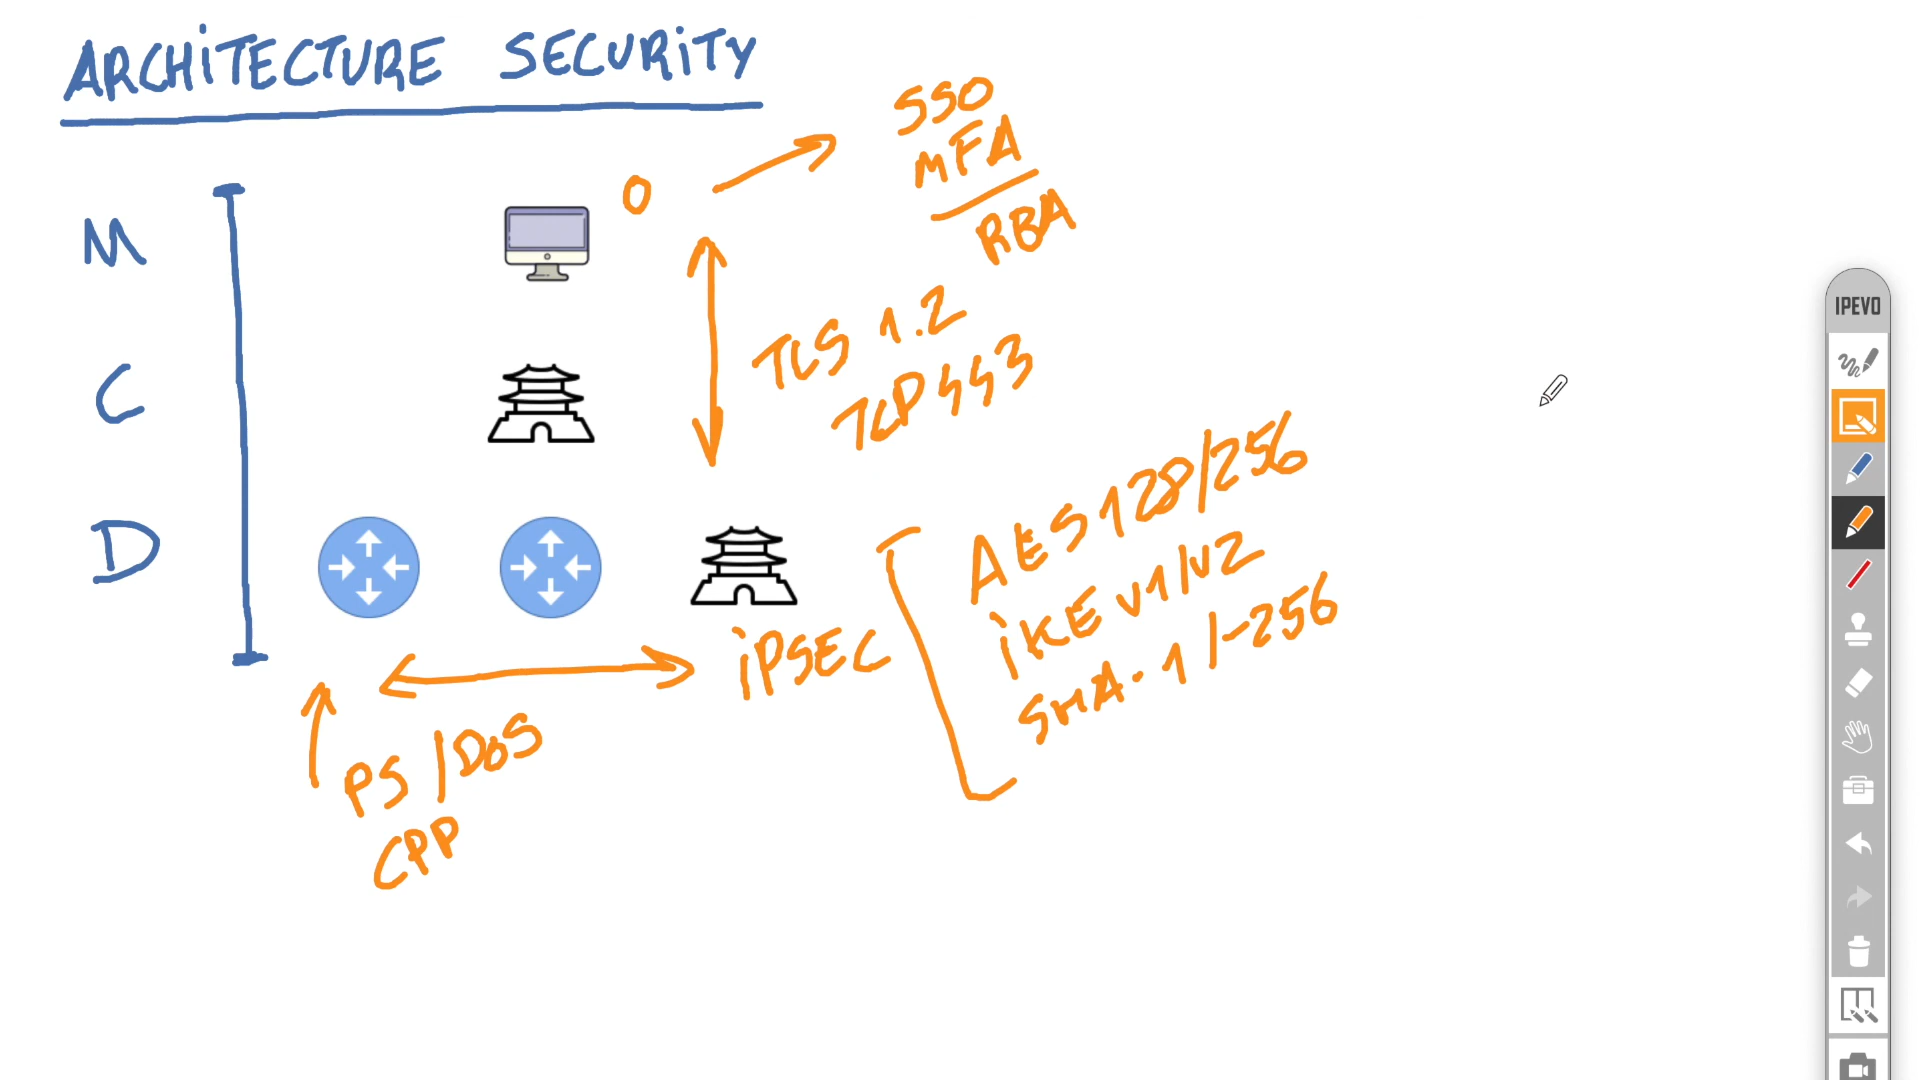 ARCHiTECTURE SECURiTY
SSO
MFA
RBA
O
M
TLS 1.2
TCP 443
C
AES 128/256
iKE v1/v2
SHA-1/-256
D
iPSEC
PS/DoS
CPP
IPEVO